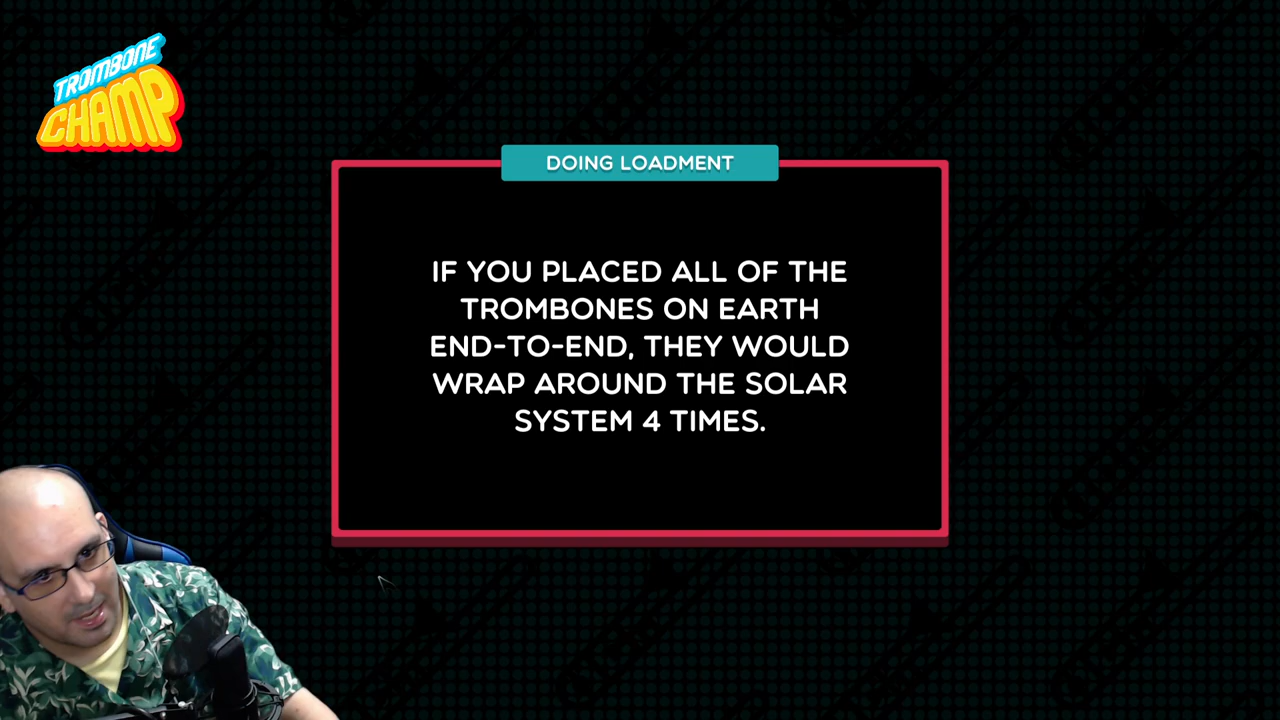 TROMBONE
CHAMP
DOING LOADMENT
IF YOU PLACED ALL OF THE
TROMBONES ON EARTH
END-TO-END, THEY WOULD
WRAP AROUND THE SOLAR
SYSTEM 4 TIMES.